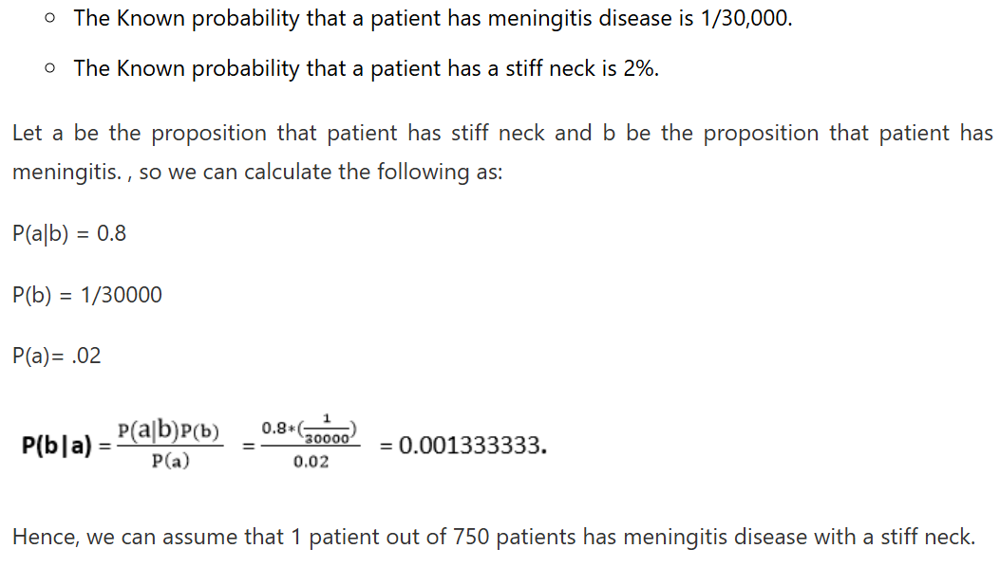 ○ The Known probability that a patient has meningitis disease is 1/30,000.
○ The Known probability that a patient has a stiff neck is 2%.
Let a be the proposition that patient has stiff neck and b be the proposition that patient has
meningitis. , so we can calculate the following as:
P(a|b) = 0.8
P(b) = 1/30000
P(a)= .02
P(b|a) = P(a|b)P(b) / P(a) = 0.8*(1/30000) / 0.02 = 0.001333333.
Hence, we can assume that 1 patient out of 750 patients has meningitis disease with a stiff neck.